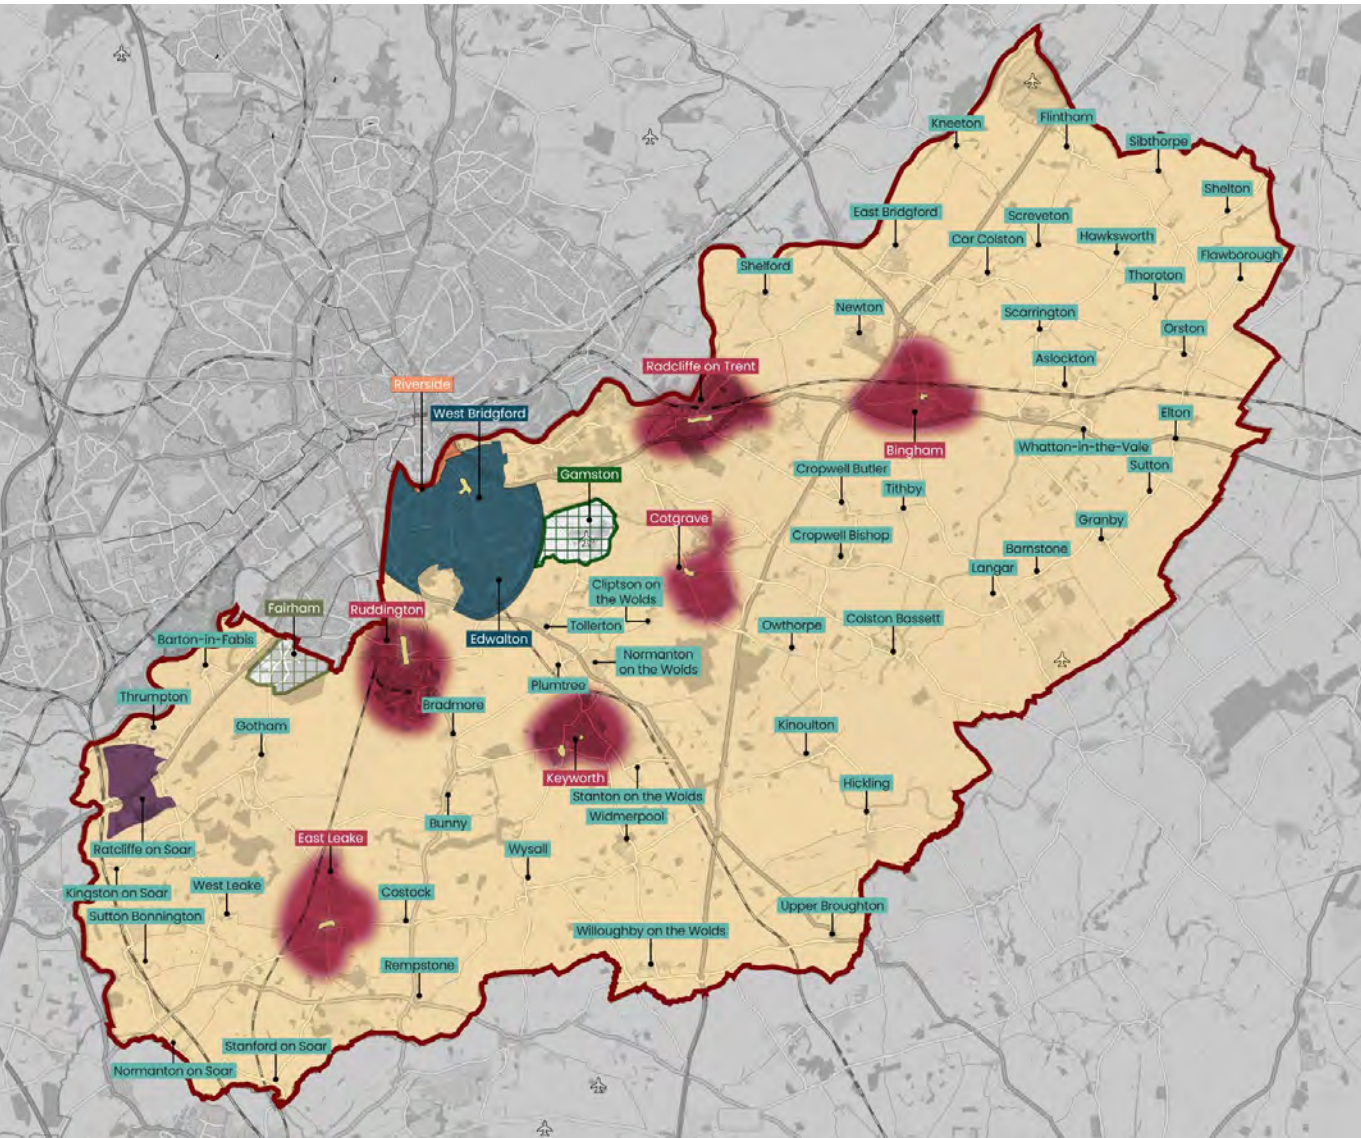 Kneeton
Flintham
Sibthorpe
Shelton
East Bridgford
Screveton
Car Colston
Hawksworth
Flawborough
Shelford
Thoroton
Newton
Scarrington
Orston
Aslockton
Radcliffe on Trent
Riverside
West Bridgford
Elton
Bingham
Whatton-in-the-Vale
Sutton
Gamston
Cropwell Butler
Tithby
Cotgrave
Granby
Cropwell Bishop
Barnstone
Langar
Cliptson on
the Wolds
Fairham
Ruddington
Edwalton
Tollerton
Owthorpe
Colston Bassett
Barton-in-Fabis
Normanton
on the Wolds
Plumtree
Thrumpton
Bradmore
Gotham
Kinoulton
Keyworth
Hickling
Stanton on the Wolds
Bunny
Widmerpool
East Leake
Ratcliffe on Soar
Wysall
West Leake
Kingston on Soar
Costock
Sutton Bonnington
Upper Broughton
Willoughby on the Wolds
Rempstone
Stanford on Soar
Normanton on Soar